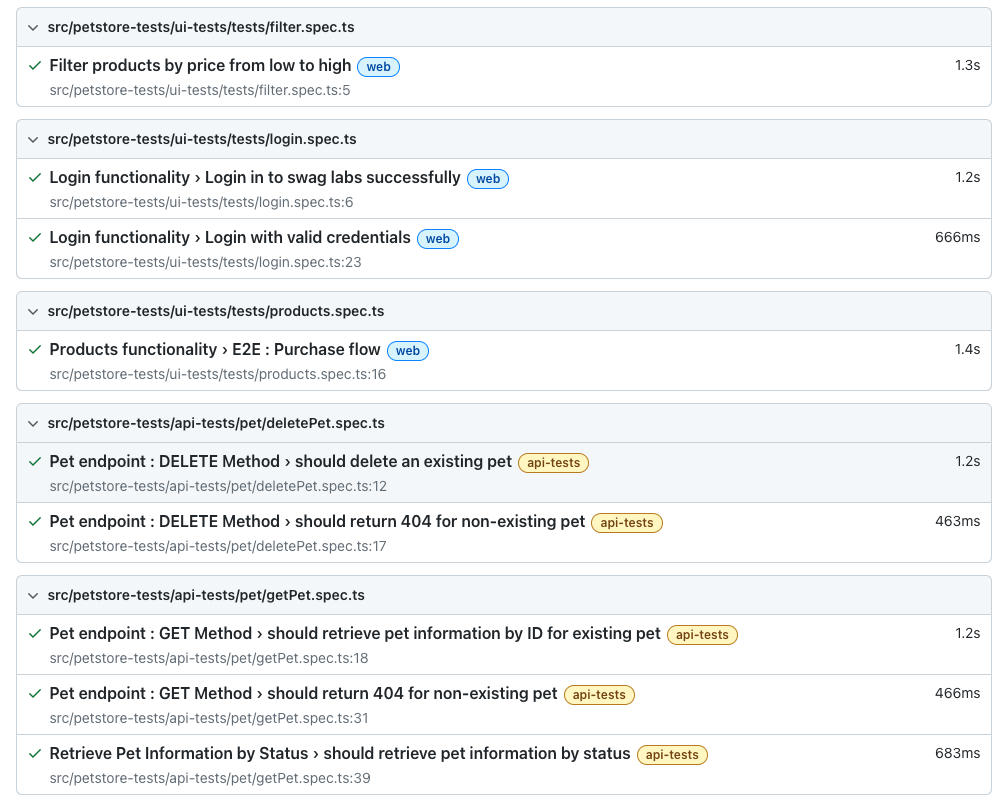 src/petstore-tests/ui-tests/tests/filter.spec.ts
Filter products by price from low to high web 1.3s
src/petstore-tests/ui-tests/tests/filter.spec.ts:5
src/petstore-tests/ui-tests/tests/login.spec.ts
Login functionality › Login in to swag labs successfully web 1.2s
src/petstore-tests/ui-tests/tests/login.spec.ts:6
Login functionality › Login with valid credentials web 666ms
src/petstore-tests/ui-tests/tests/login.spec.ts:23
src/petstore-tests/ui-tests/tests/products.spec.ts
Products functionality › E2E : Purchase flow web 1.4s
src/petstore-tests/ui-tests/tests/products.spec.ts:16
src/petstore-tests/api-tests/pet/deletePet.spec.ts
Pet endpoint : DELETE Method › should delete an existing pet api-tests 1.2s
src/petstore-tests/api-tests/pet/deletePet.spec.ts:12
Pet endpoint : DELETE Method › should return 404 for non-existing pet api-tests 463ms
src/petstore-tests/api-tests/pet/deletePet.spec.ts:17
src/petstore-tests/api-tests/pet/getPet.spec.ts
Pet endpoint : GET Method › should retrieve pet information by ID for existing pet api-tests 1.2s
src/petstore-tests/api-tests/pet/getPet.spec.ts:18
Pet endpoint : GET Method › should return 404 for non-existing pet api-tests 466ms
src/petstore-tests/api-tests/pet/getPet.spec.ts:31
Retrieve Pet Information by Status › should retrieve pet information by status api-tests 683ms
src/petstore-tests/api-tests/pet/getPet.spec.ts:39